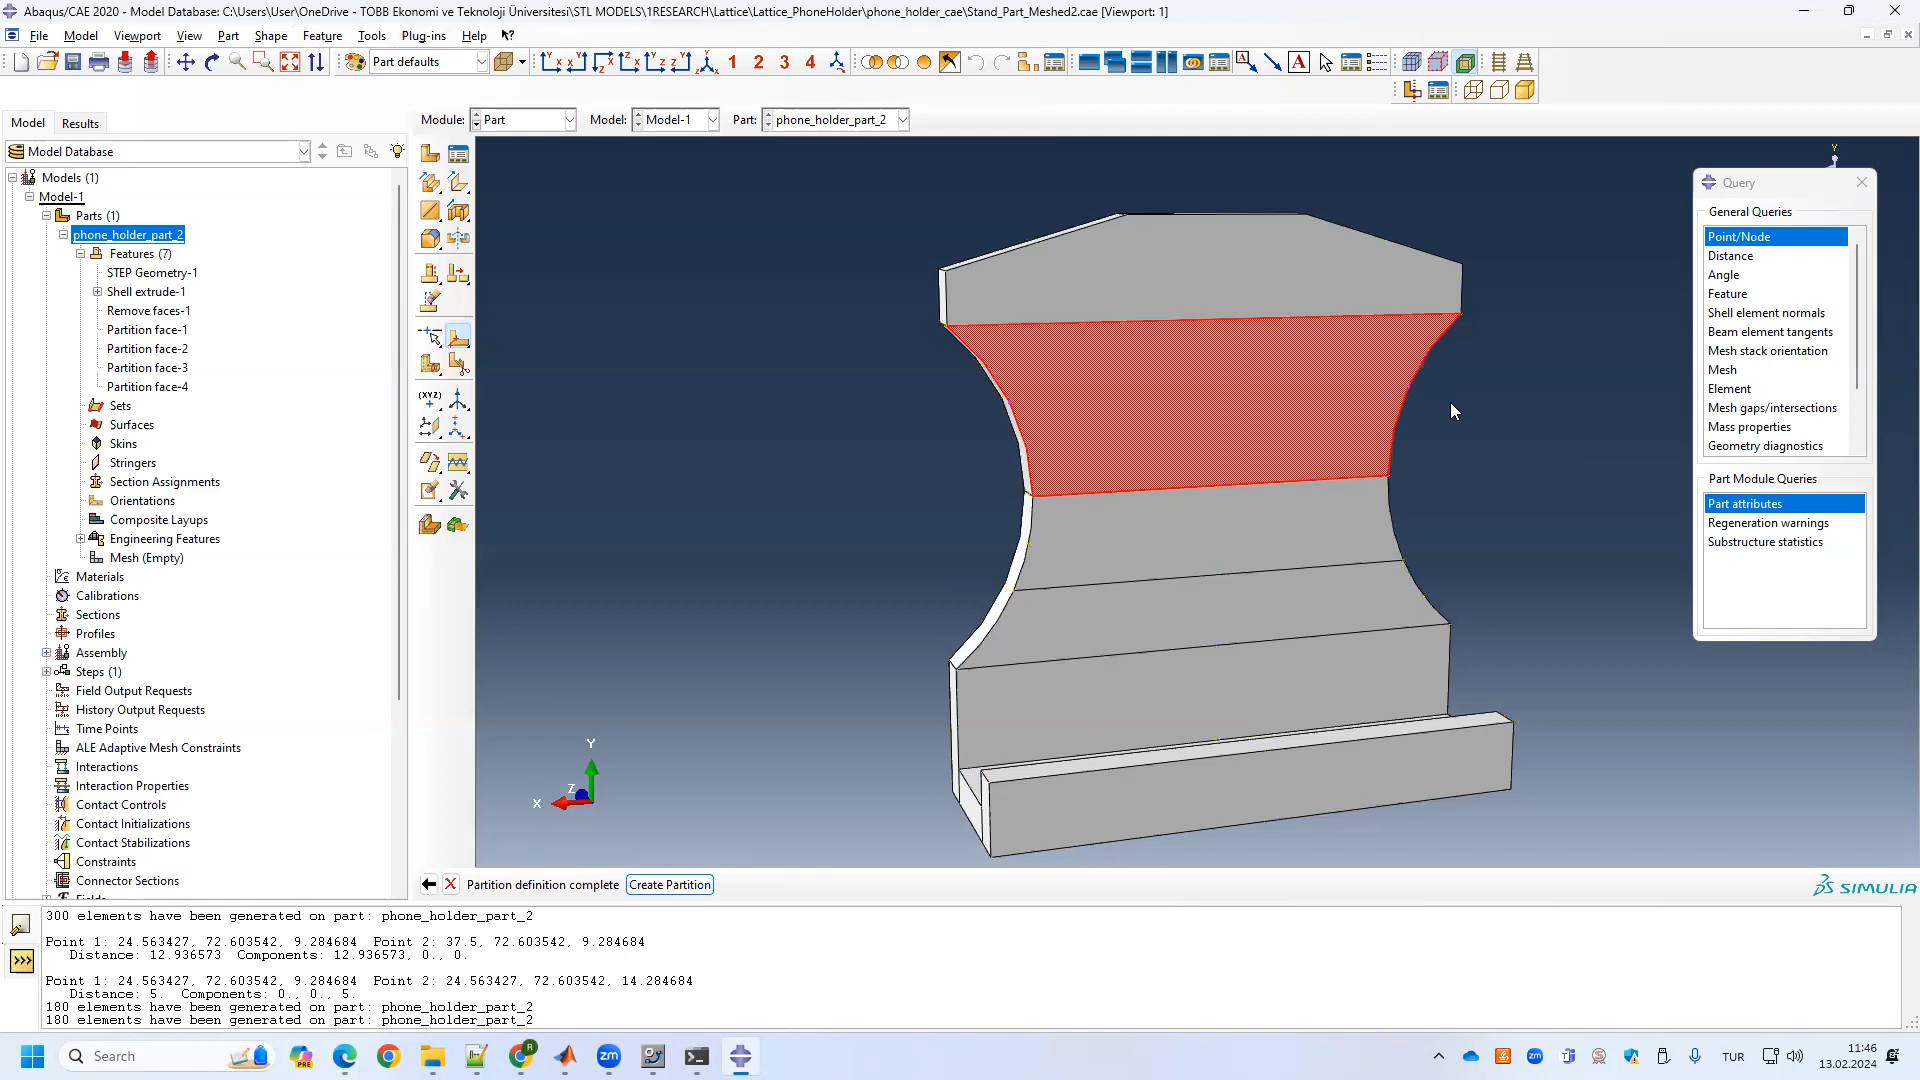 Abaqus/CAE 2020 - Model Database: C:\Users\User\OneDrive - TOBB Ekonomi ve Teknoloji Üniversitesi\STL MODELS\1RESEARCH\Lattice\Lattice_PhoneHolder\phone_holder_cae\Stand_Part_Meshed2.cae [Viewport: 1]
File Model Viewport View Part Shape Feature Tools Plug-ins Help
Part defaults
1 2 3 4
A
Model Results
Module: Part Model: Model-1 Part: phone_holder_part_2
Model Database
Models (1)
Model-1
Parts (1)
phone_holder_part_2
Features (7)
STEP Geometry-1
Shell extrude-1
Remove faces-1
Partition face-1
Partition face-2
Partition face-3
Partition face-4
Sets
Surfaces
Skins
Stringers
Section Assignments
Orientations
Composite Layups
Engineering Features
Mesh (Empty)
Materials
Calibrations
Sections
Profiles
Assembly
Steps (1)
Field Output Requests
History Output Requests
Time Points
ALE Adaptive Mesh Constraints
Interactions
Interaction Properties
Contact Controls
Contact Initializations
Contact Stabilizations
Constraints
Connector Sections
(XYZ)
Y
X
Z
Y
Query
General Queries
Point/Node
Distance
Angle
Feature
Shell element normals
Beam element tangents
Mesh stack orientation
Mesh
Element
Mesh gaps/intersections
Mass properties
Geometry diagnostics
Part Module Queries
Part attributes
Regeneration warnings
Substructure statistics
Partition definition complete Create Partition
SIMULIA
300 elements have been generated on part: phone_holder_part_2
Point 1: 24.563427, 72.603542, 9.284684 Point 2: 37.5, 72.603542, 9.284684
Distance: 12.936573 Components: 12.936573, 0., 0.
Point 1: 24.563427, 72.603542, 9.284684 Point 2: 24.563427, 72.603542, 14.284684
Distance: 5. Components: 0., 0., 5.
180 elements have been generated on part: phone_holder_part_2
180 elements have been generated on part: phone_holder_part_2
>>>
Search
PRE
R
zm
zm
TUR
11:46
13.02.2024